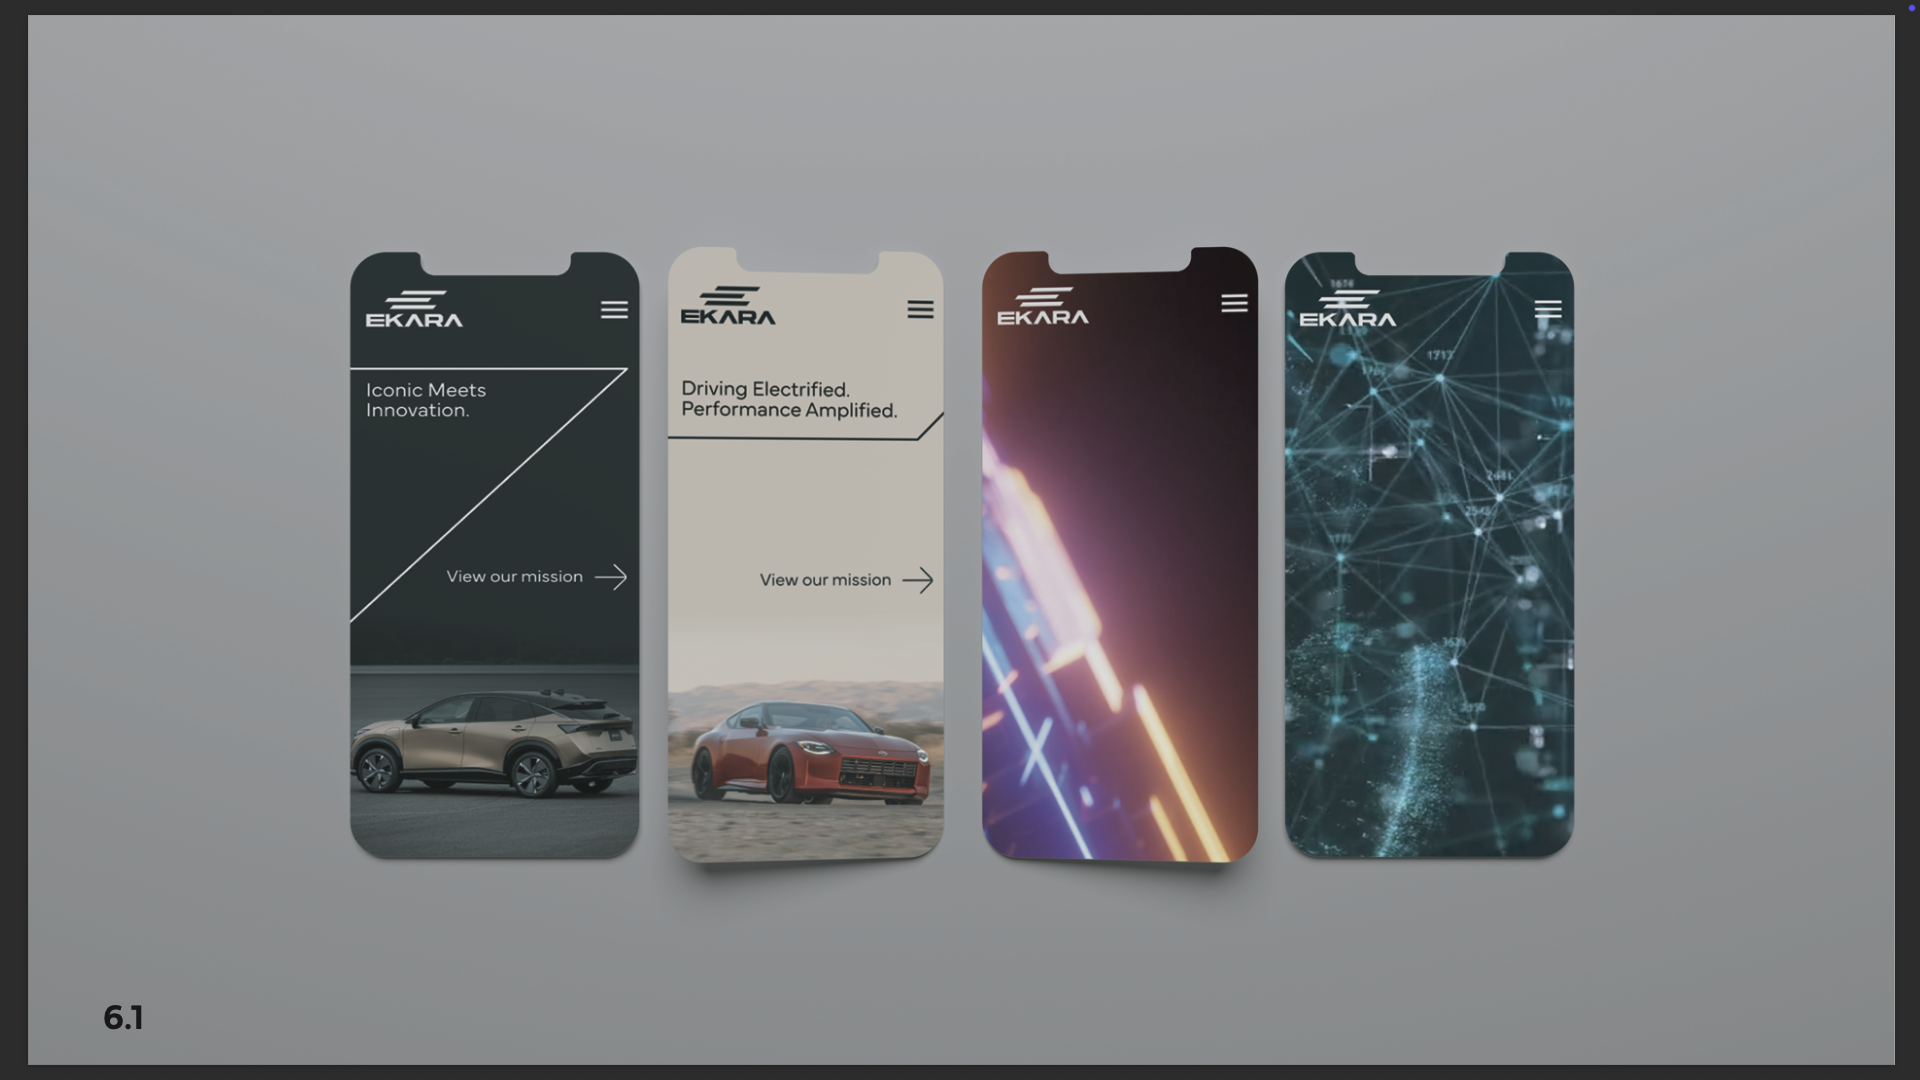 EKARA
Iconic Meets
Innovation.
View our mission
EKARA
Driving Electrified.
Performance Amplified.
View our mission
EKARA
EKARA
1713
6.1